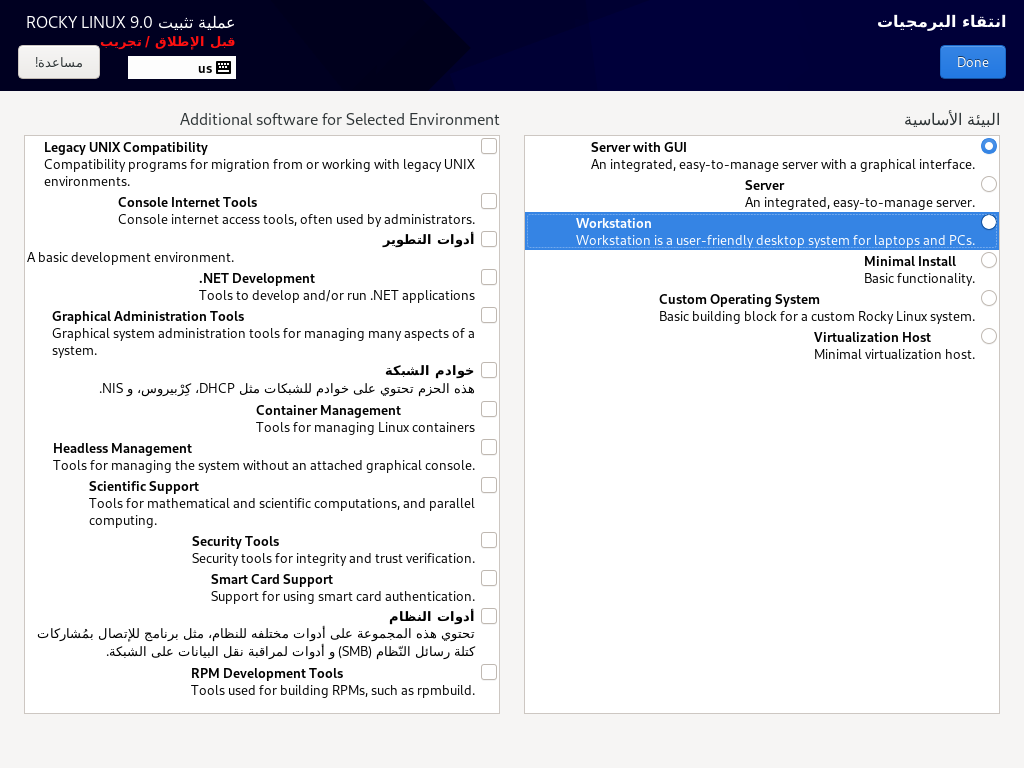 انتقاء البرمجيات
Done
عملية تثبيت ROCKY LINUX 9.0
قبل الإطلاق / تجريب
us
مساعدة!
البيئة الأساسية
Server with GUI
An integrated, easy-to-manage server with a graphical interface.
Server
An integrated, easy-to-manage server.
Workstation
Workstation is a user-friendly desktop system for laptops and PCs.
Minimal Install
Basic functionality.
Custom Operating System
Basic building block for a custom Rocky Linux system.
Virtualization Host
Minimal virtualization host.
Additional software for Selected Environment
Legacy UNIX Compatibility
Compatibility programs for migration from or working with legacy UNIX
environments.
Console Internet Tools
Console internet access tools, often used by administrators.
أدوات التطوير
A basic development environment.
.NET Development
Tools to develop and/or run .NET applications
Graphical Administration Tools
Graphical system administration tools for managing many aspects of a
system.
خوادم الشبكة
هذه الحزم تحتوي على خوادم للشبكات مثل DHCP، كِرْبيروس، و NIS.
Container Management
Tools for managing Linux containers
Headless Management
Tools for managing the system without an attached graphical console.
Scientific Support
Tools for mathematical and scientific computations, and parallel
computing.
Security Tools
Security tools for integrity and trust verification.
Smart Card Support
Support for using smart card authentication.
أدوات النظام
تحتوي هذه المجموعة على أدوات مختلفه للنظام، مثل برنامج للإتصال بمُشاركات
كتلة رسائل النّظام (SMB) و أدوات لمراقبة نقل البيانات على الشبكة.
RPM Development Tools
Tools used for building RPMs, such as rpmbuild.